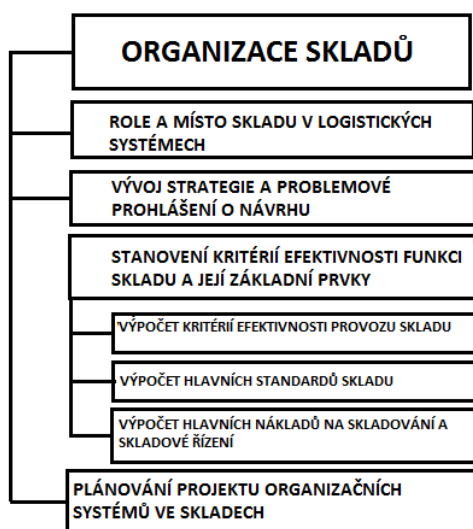 ORGANIZACE SKLADŮ
ROLE A MÍSTO SKLADU V LOGISTICKÝCH
SYSTÉMECH
VÝVOJ STRATEGIE A PROBLEMOVÉ
PROHLÁŠENÍ O NÁVRHU
STANOVENÍ KRITÉRIÍ EFEKTIVNOSTI FUNKCI
SKLADU A JEJÍ ZÁKLADNÍ PRVKY
VÝPOČET KRITÉRIÍ EFEKTIVNOSTI PROVOZU SKLADU
VÝPOČET HLAVNÍCH STANDARDŮ SKLADU
VÝPOČET HLAVNÍCH NÁKLADŮ NA SKLADOVÁNÍ A
SKLADOVÉ ŘÍZENÍ
PLÁNOVÁNÍ PROJEKTU ORGANIZAČNÍCH
SYSTÉMŮ VE SKLADECH